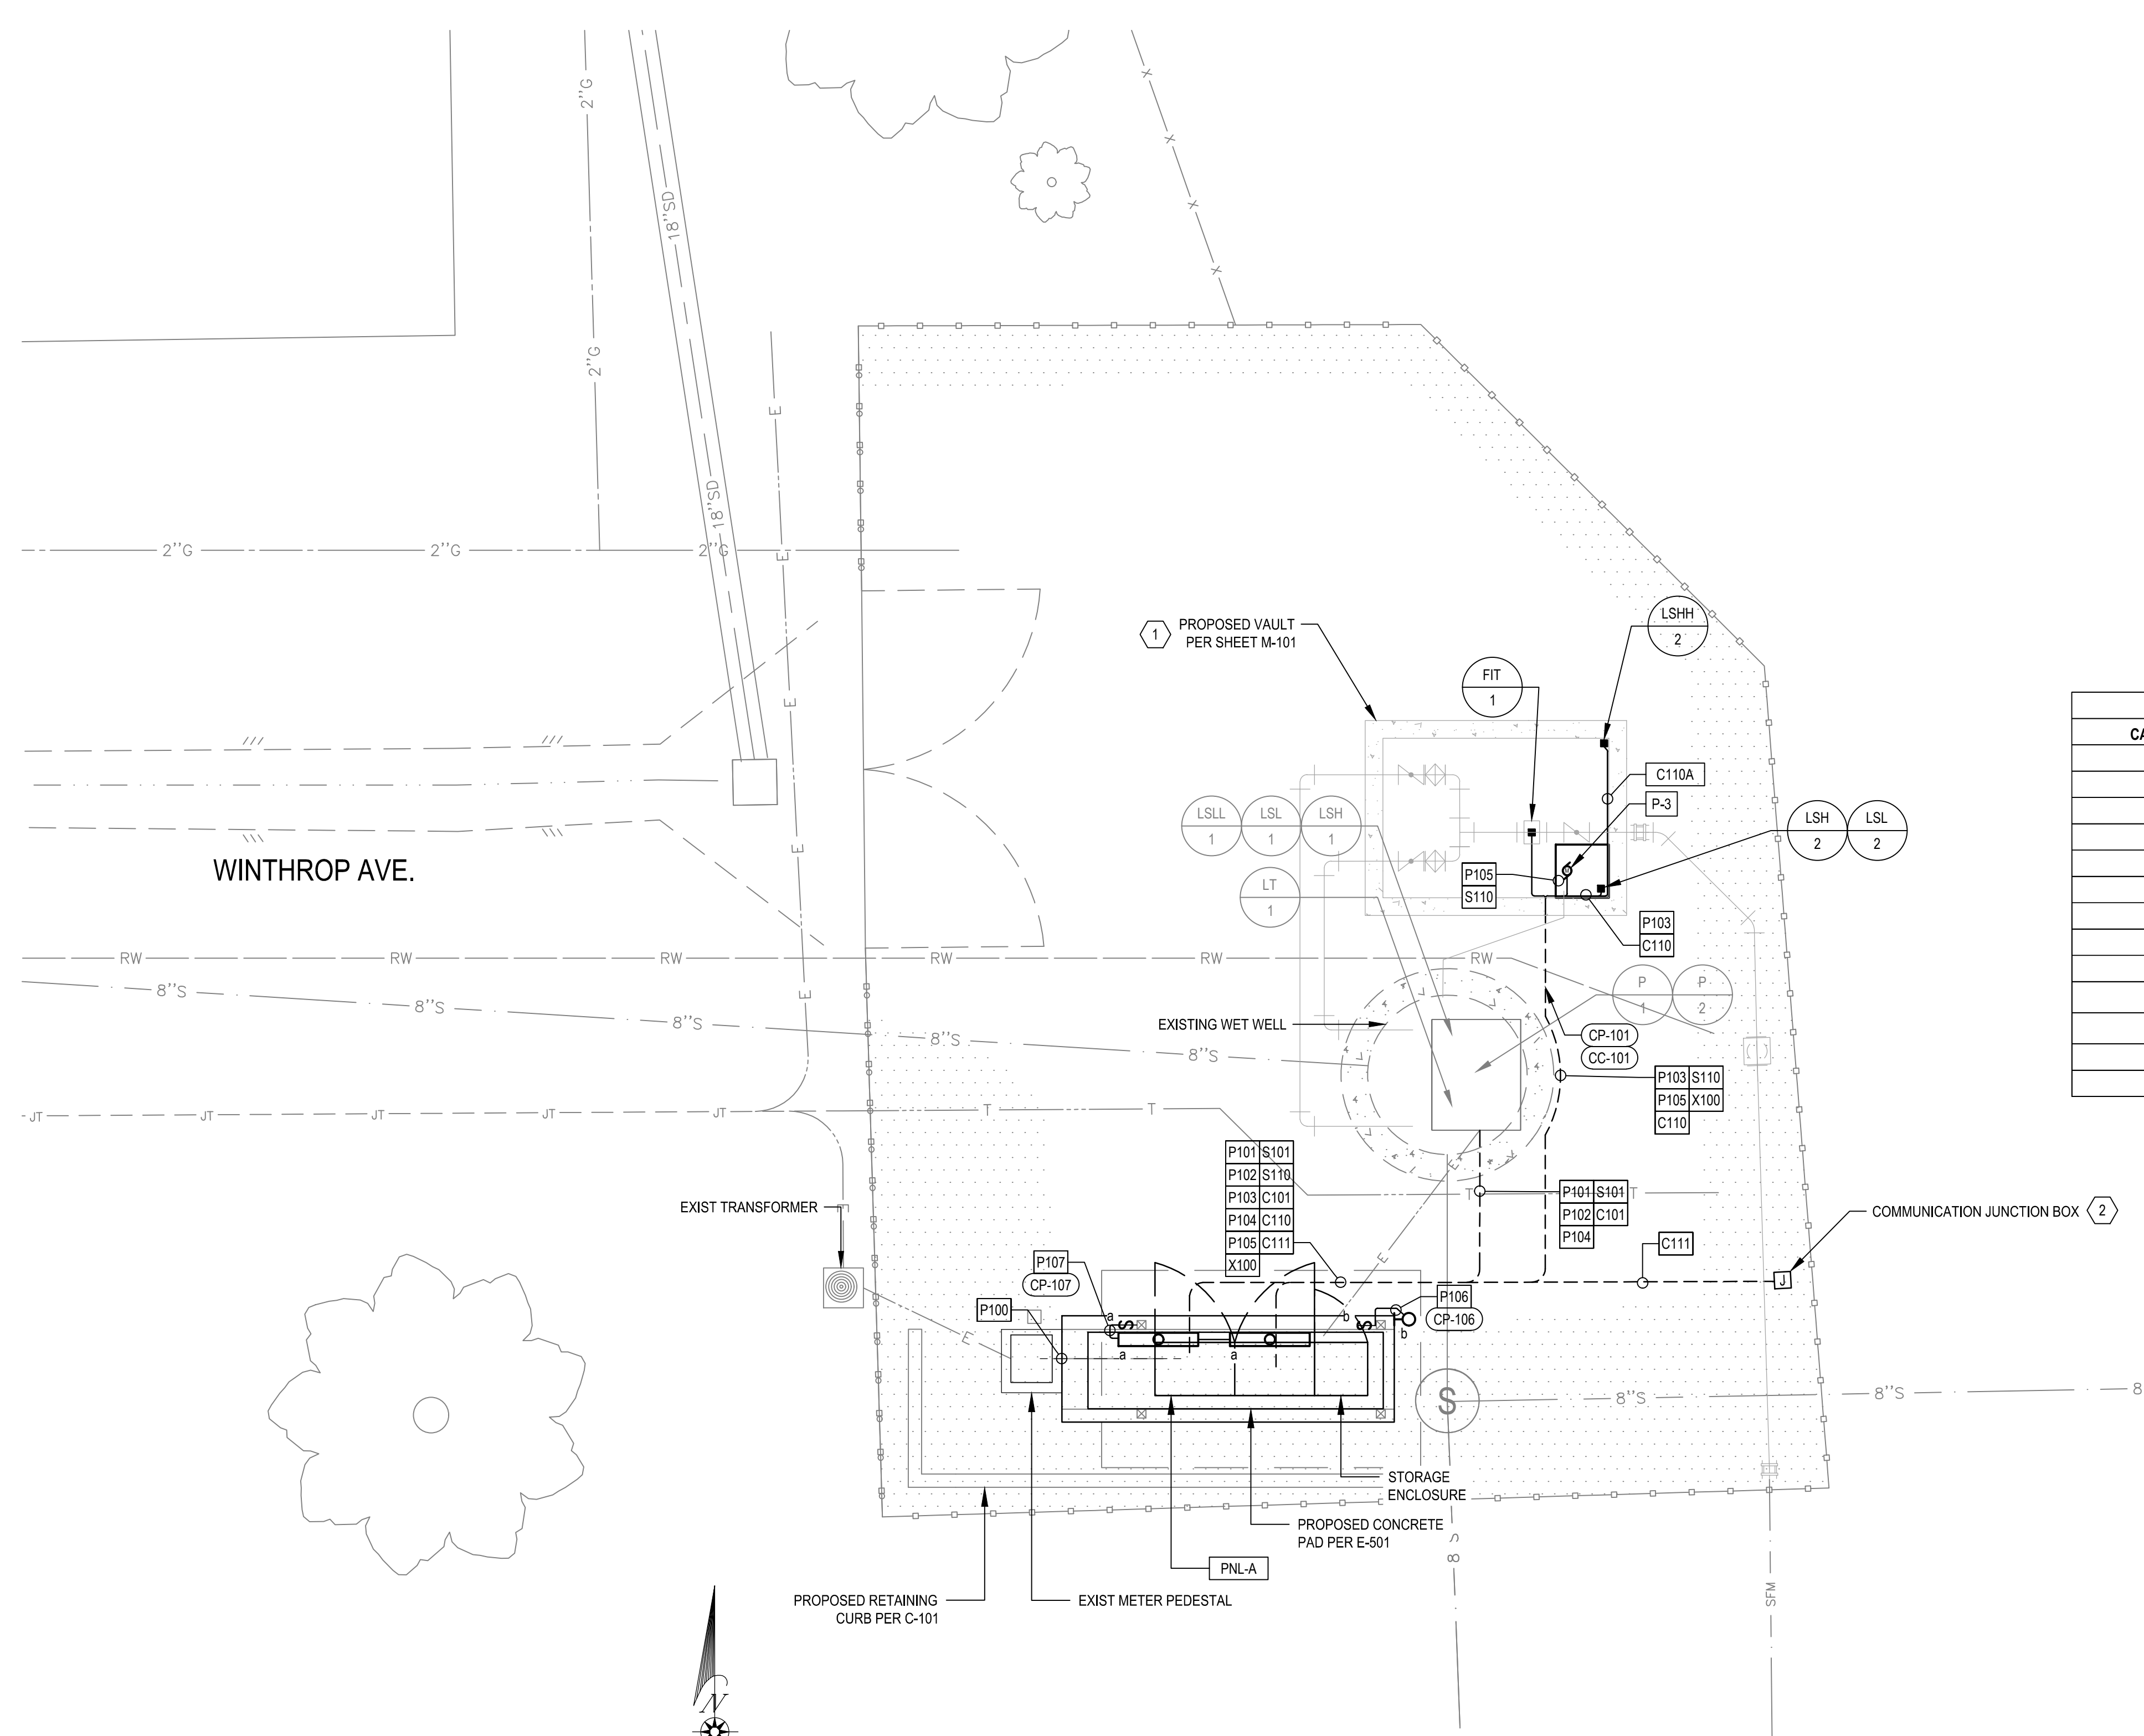 2''G
18''SD
X
X
X
X
2''G
E
18''SD
2''G
2''G
2''G
E
LSHH
2
1
PROPOSED VAULT
PER SHEET M-101
FIT
1
E
///
///
CA
C110A
P-3
LSLL
1
LSL
1
LSH
1
LSH
2
LSL
2
\\\
\\\
E
WINTHROP AVE.
P105
S110
LT
1
P103
C110
RW
RW
RW
RW
RW
RW
8''S
8''S
8''S
8''S
8''S
E
P
1
P
2
EXISTING WET WELL
CP-101
CC-101
P103 S110
P105 X100
C110
JT
JT
JT
JT
JT
T
T
P101 S101
P102 S110
P103 C101
P104 C110
P105 C111
X100
E
T
T
P101 S101
P102 C101
P104
EXIST TRANSFORMER
E
COMMUNICATION JUNCTION BOX
2
C111
E
J
P107
CP-107
P100
P106
CP-106
a
S
b
S
b
a
a
E
S
8''S
8''S
8
STORAGE
ENCLOSURE
PROPOSED CONCRETE
PAD PER E-501
PNL-A
8 S
SFM
PROPOSED RETAINING
CURB PER C-101
EXIST METER PEDESTAL
N